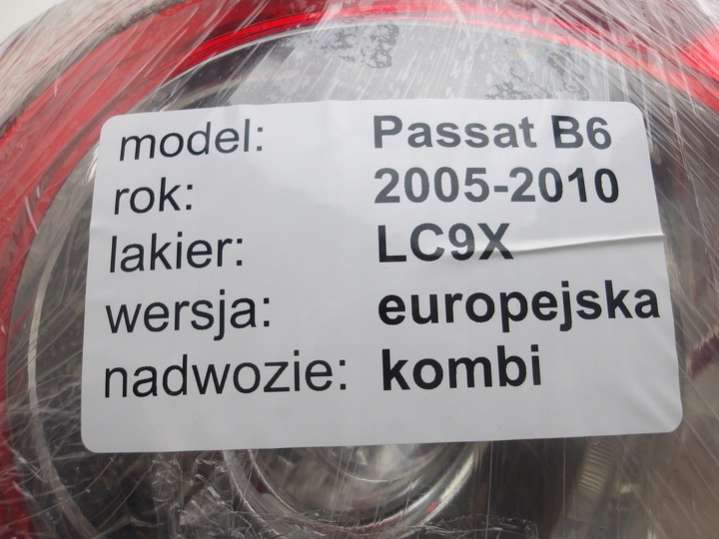 model: Passat B6
rok: 2005-2010
lakier: LC9X
wersja: europejska
nadwozie: kombi